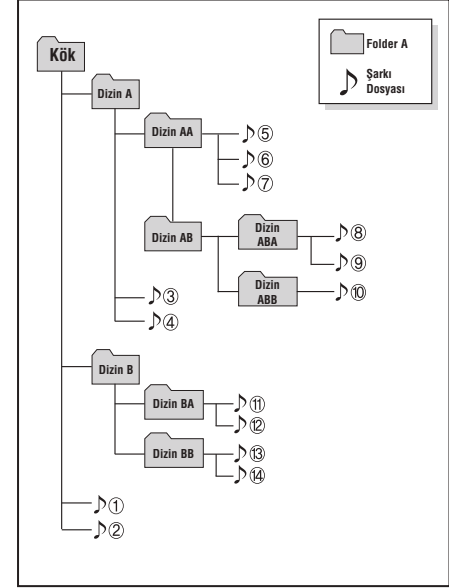 Kök
Folder A
Şarkı
Dosyası
Dizin A
Dizin AA
⑤
⑥
⑦
Dizin AB
Dizin
ABA
⑧
⑨
Dizin
ABB
⑩
③
④
Dizin B
Dizin BA
⑪
⑫
Dizin BB
⑬
⑭
①
②